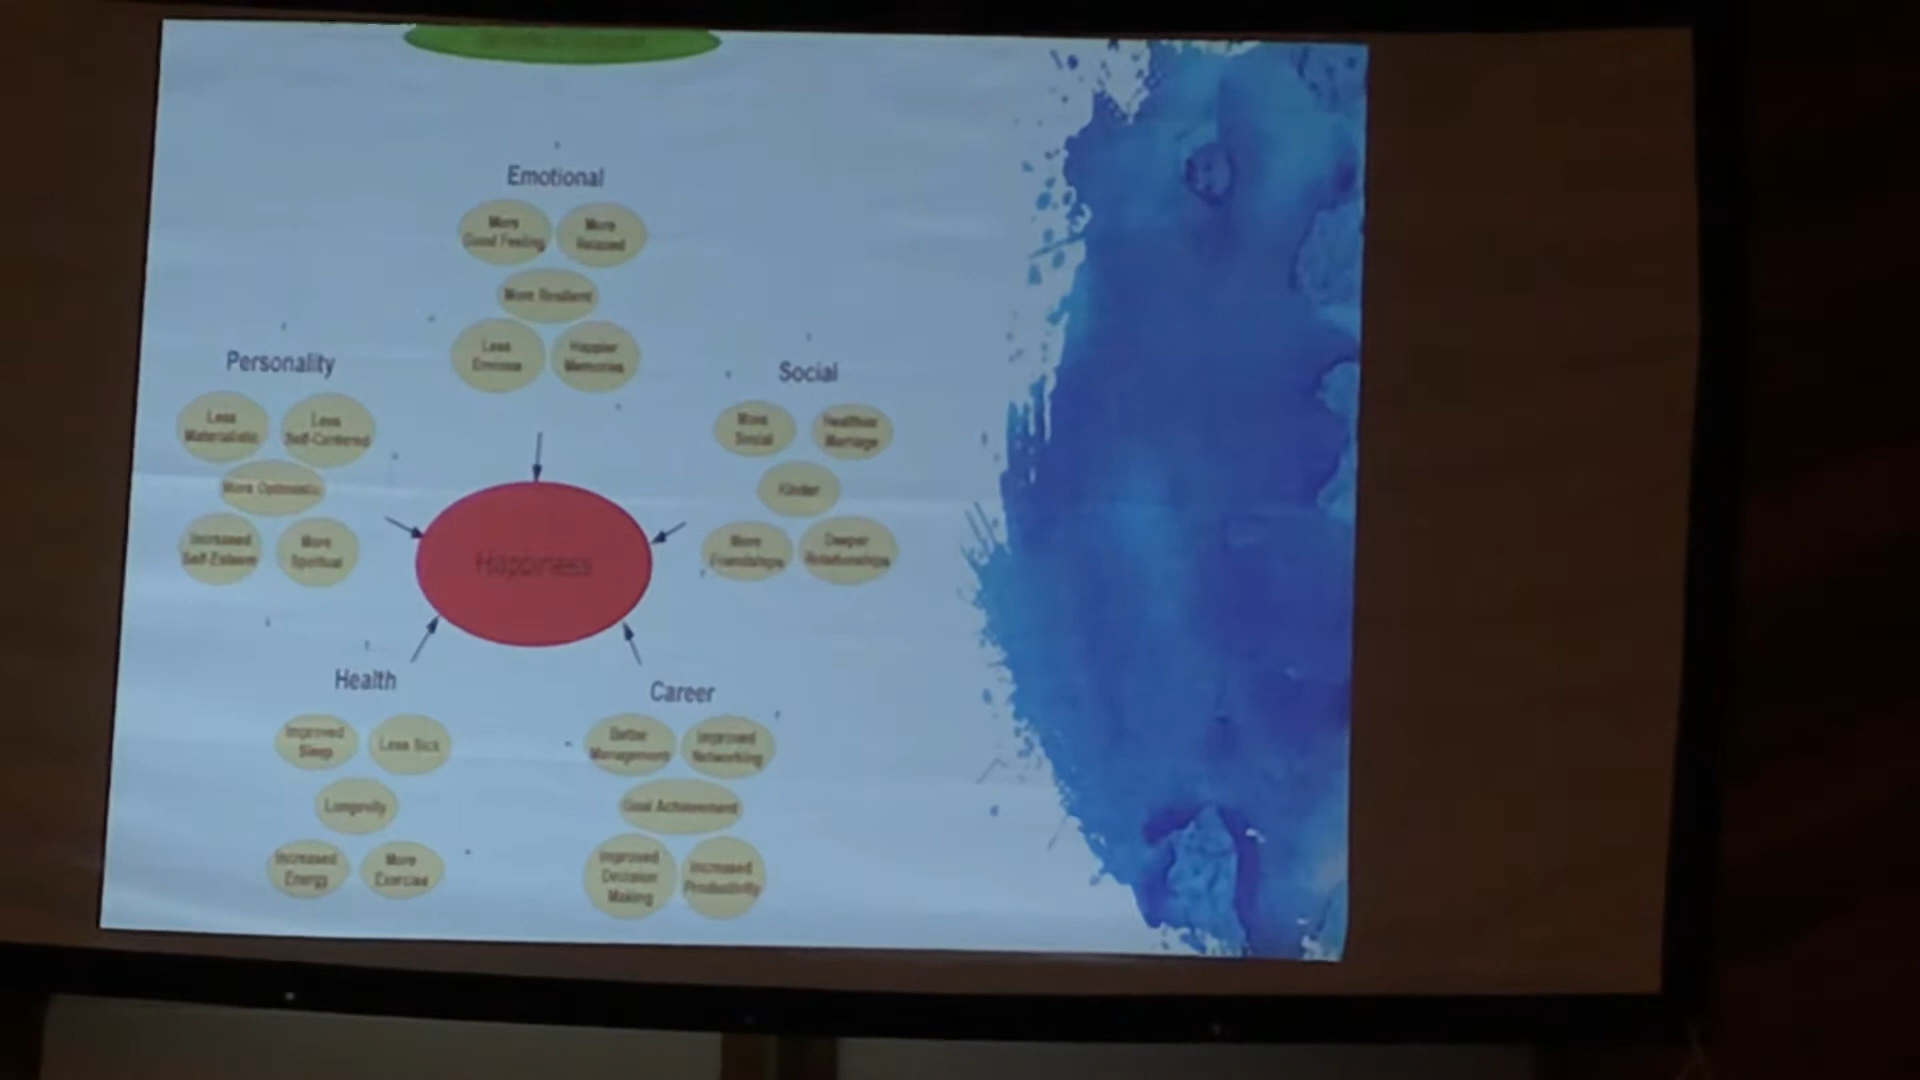 Emotional
More
Good Feeling
More
Relaxed
More Resilient
Less
Happier
Memories
Personality
Less
Materialistic
Less
Self-Centered
More Optimistic
Increased
Self-Esteem
More
Spiritual
Social
More
Social
Healthier
Marriage
Kinder
More
Friendships
Deeper
Relationships
Happiness
Health
Improved
Sleep
Less Sick
Longevity
Increased
Energy
More
Exercise
Career
Better
Management
Improved
Networking
Goal Achievement
Improved
Decision
Making
Increased
Productivity